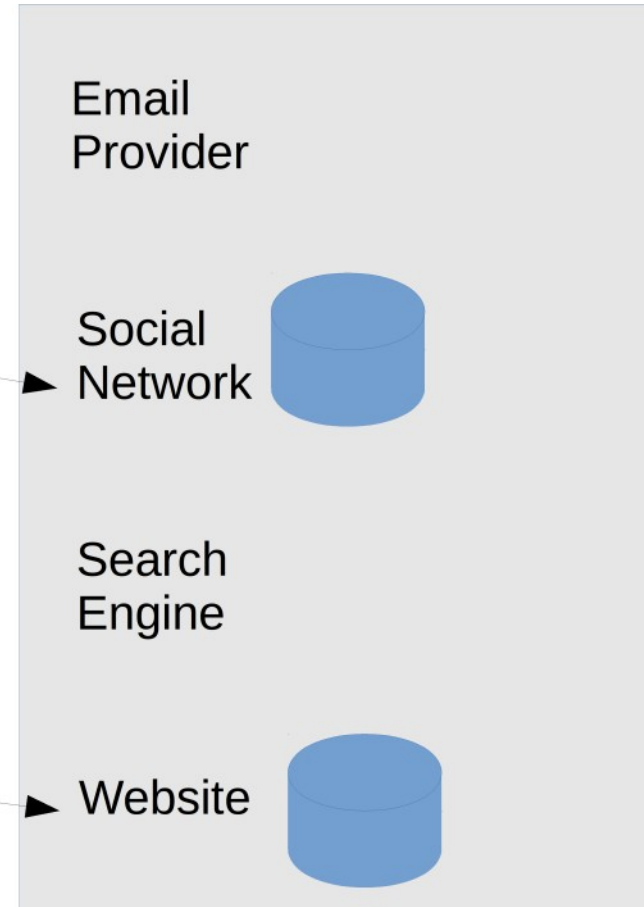 Email
Provider
Social
Network
Search
Engine
Website